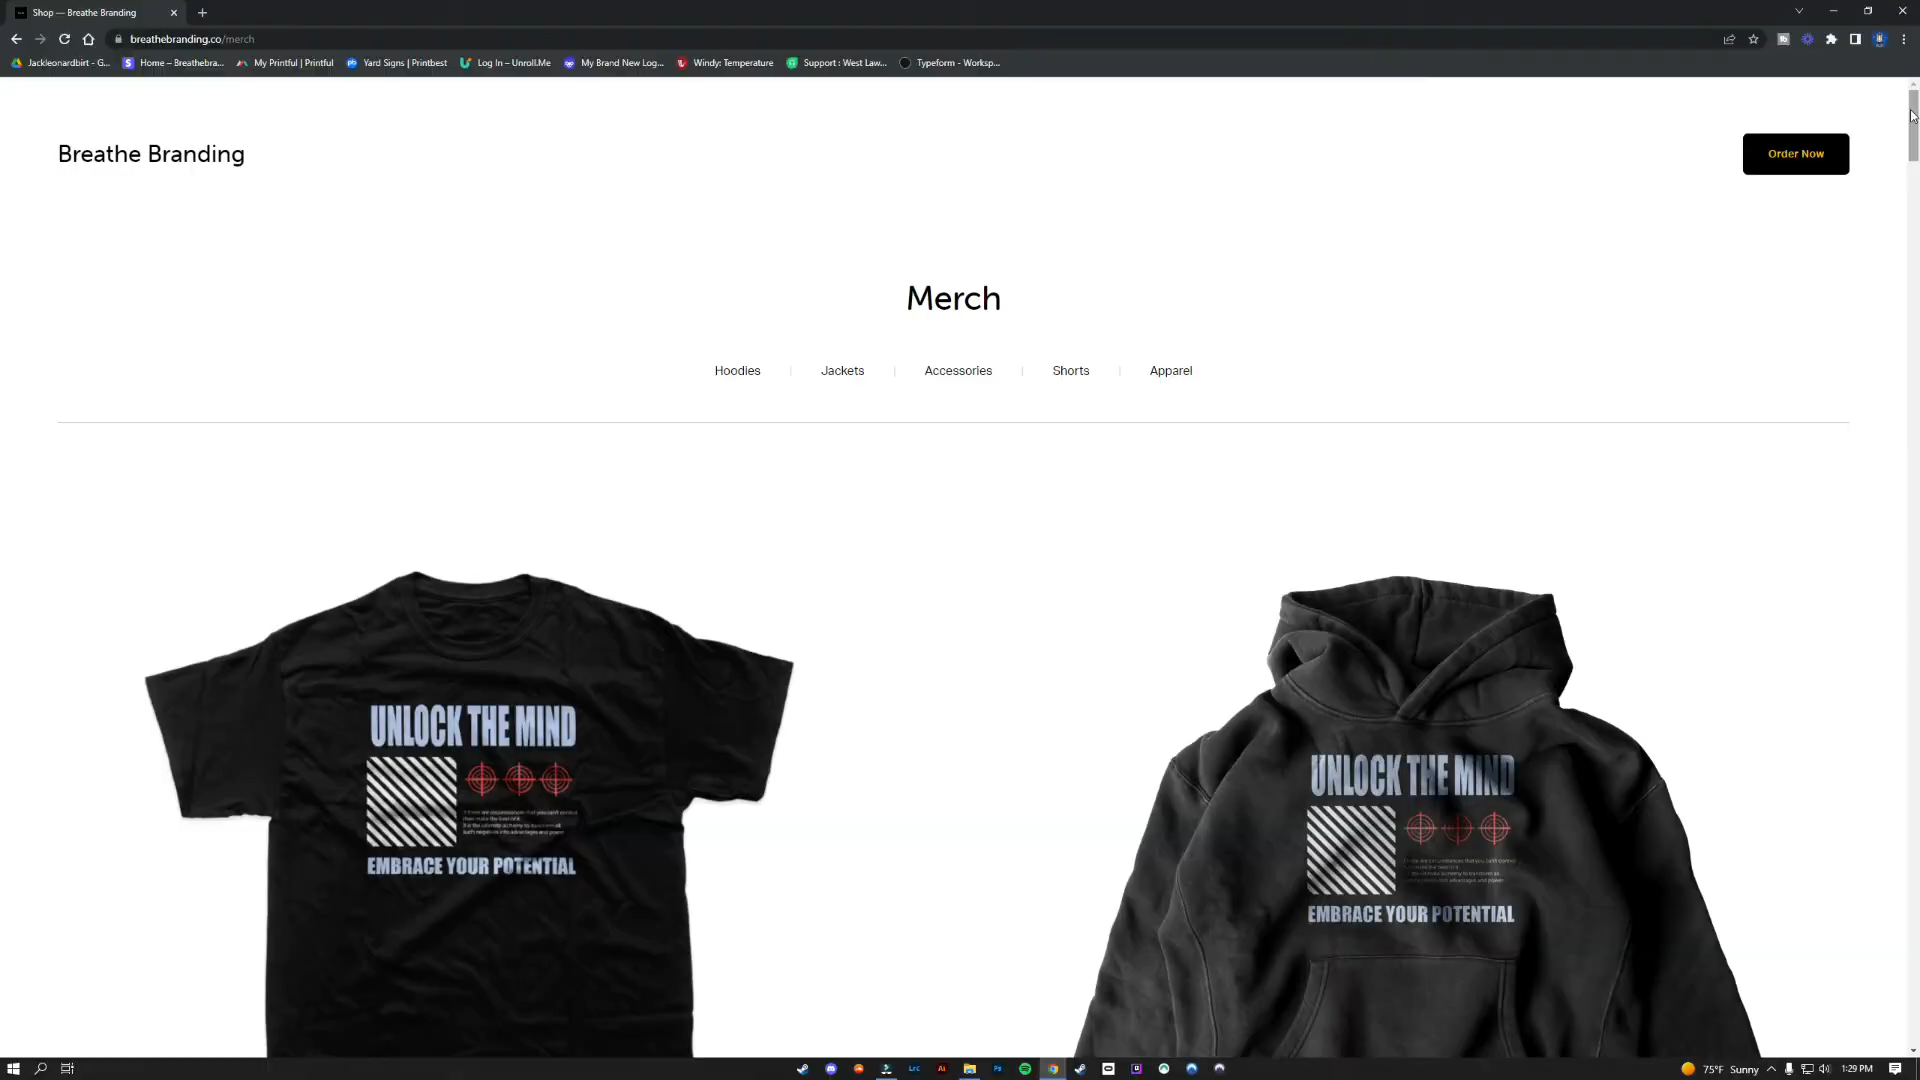 Shop — Breathe Branding
breathebranding.co/merch
Jackleonardbirt - G...
Home – Breathebra...
My Printful | Printful
Yard Signs | Printbest
Log In – Unroll.Me
My Brand New Log...
Windy: Temperature
Support : West Law...
Typeform - Worksp...
Breathe Branding
Order Now
Merch
Hoodies
Jackets
Accessories
Shorts
Apparel
UNLOCK THE MIND
EMBRACE YOUR POTENTIAL
UNLOCK THE MIND
EMBRACE YOUR POTENTIAL
Lrc
Ai
Ps
75°F Sunny
1:29 PM